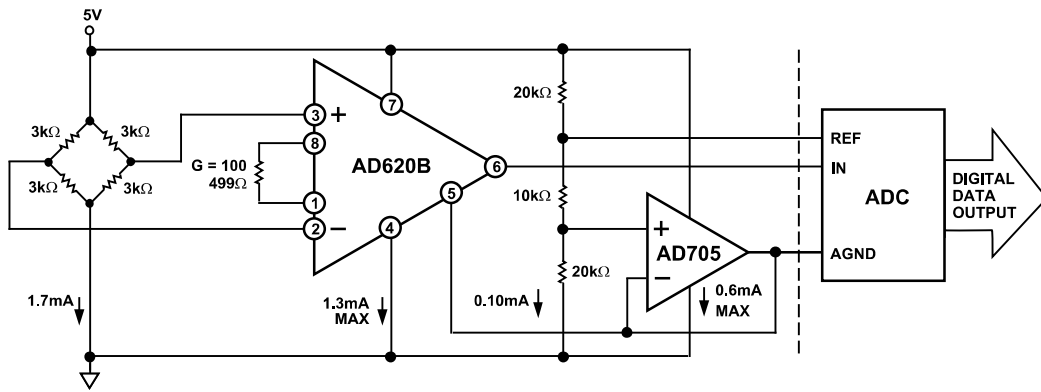 5V
3kΩ
3kΩ
3kΩ
3kΩ
G = 100
499Ω
3
8
1
2
+
−
7
AD620B
6
5
4
20kΩ
10kΩ
20kΩ
+
−
AD705
REF
IN
ADC
AGND
DIGITAL
DATA
OUTPUT
1.7mA
1.3mA
MAX
0.10mA
0.6mA
MAX